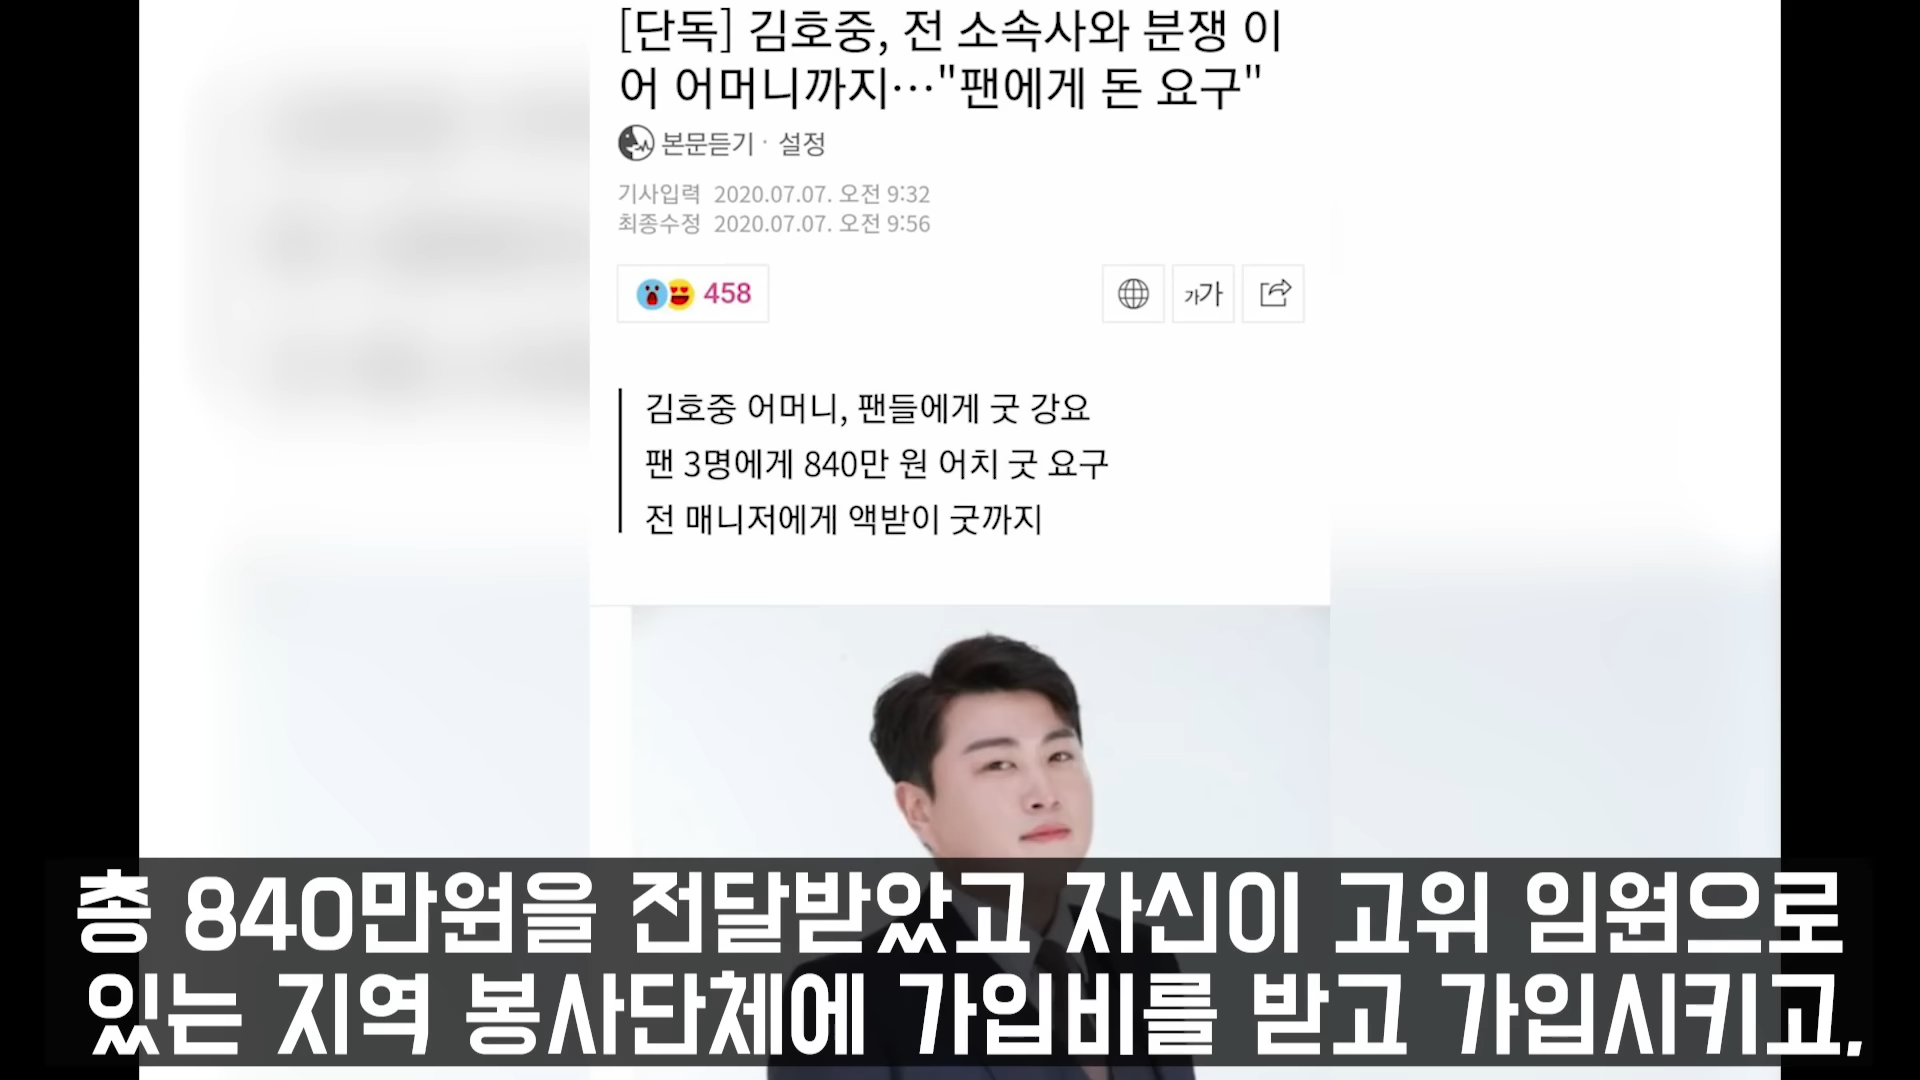 [단독] 김호중, 전 소속사와 분쟁 이
어 어머니까지…"팬에게 돈 요구"
본문듣기 · 설정
기사입력 2020.07.07. 오전 9:32
최종수정 2020.07.07. 오전 9:56
458
가가
김호중 어머니, 팬들에게 굿 강요
팬 3명에게 840만 원 어치 굿 요구
전 매니저에게 액받이 굿까지
총 840만원을 전달받았고 자신이 고위 임원으로
있는 지역 봉사단체에 가입비를 받고 가입시키고,